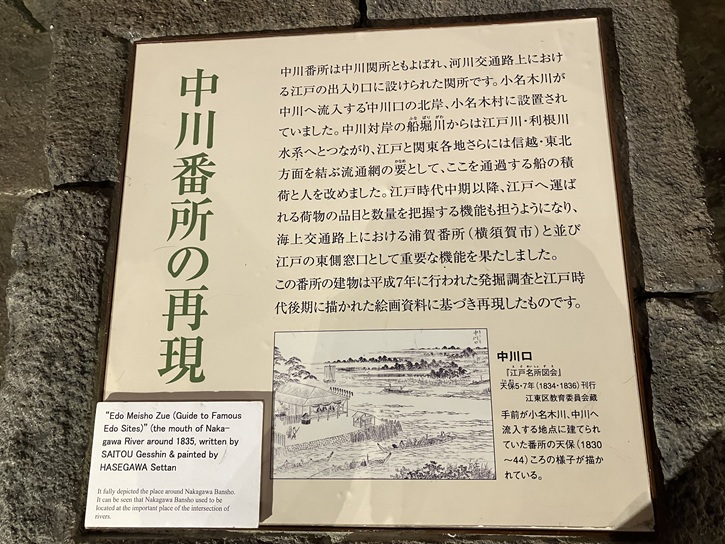 中川番所の再現
中川番所は中川関所ともよばれ、河川交通路上におけ
る江戸の出入り口に設けられた関所です。小名木川が
中川へ流入する中川口の北岸、小名木村に設置され
ていました。中川対岸の船堀川からは江戸川・利根川
水系へとつながり、江戸と関東各地さらには信越・東北
方面を結ぶ流通網の要として、ここを通過する船の積
荷と人を改めました。江戸時代中期以降、江戸へ運ば
れる荷物の品目と数量を把握する機能も担うようになり、
海上交通路上における浦賀番所（横須賀市）と並び
江戸の東側窓口として重要な機能を果たしました。
この番所の建物は平成7年に行われた発掘調査と江戸時
代後期に描かれた絵画資料に基づき再現したものです。
中川口
『江戸名所図会』
天保5・7年（1834・1836）刊行
江東区教育委員会蔵
手前が小名木川、中川へ
流入する地点に建てられ
ていた番所の天保（1830
～44）ころの様子が描か
れている。
"Edo Meisho Zue (Guide to Famous
Edo Sites)" (the mouth of Naka-
gawa River around 1835, written by
SAITOU Gesshin & painted by
HASEGAWA Settan
It fully depicted the place around Nakagawa Bansho.
It can be seen that Nakagawa Bansho used to be
located at the important place of the intersection of
rivers.